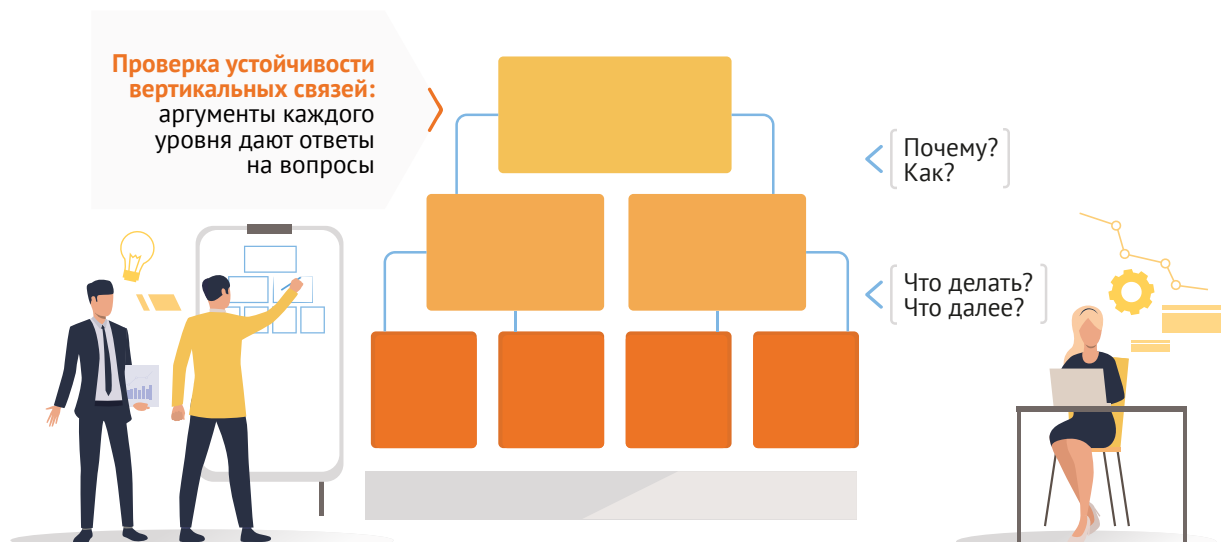 Проверка устойчивости
вертикальных связей:
аргументы каждого
уровня дают ответы
на вопросы
Почему?
Как?
Что делать?
Что далее?